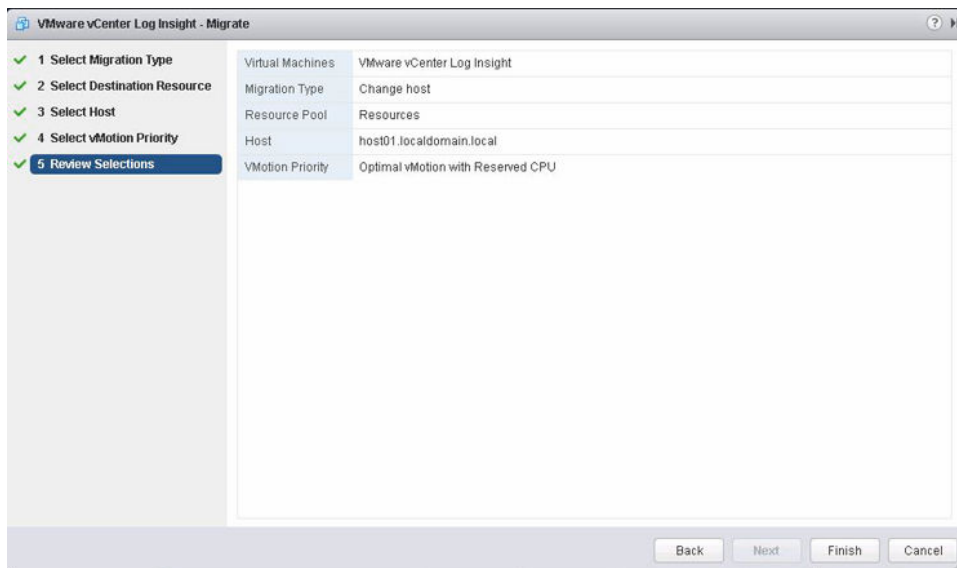 VMware vCenter Log Insight - Migrate
?
1 Select Migration Type
2 Select Destination Resource
3 Select Host
4 Select vMotion Priority
5 Review Selections
Virtual Machines VMware vCenter Log Insight
Migration Type Change host
Resource Pool Resources
Host host01.localdomain.local
VMotion Priority Optimal vMotion with Reserved CPU
Back Next Finish Cancel